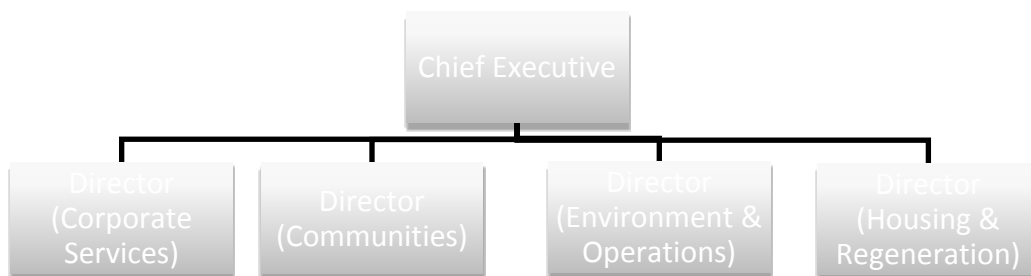 Chief Executive
Director
(Corporate
Services)
Director
(Communities)
Director
(Environment &
Operations)
Director
(Housing &
Regeneration)